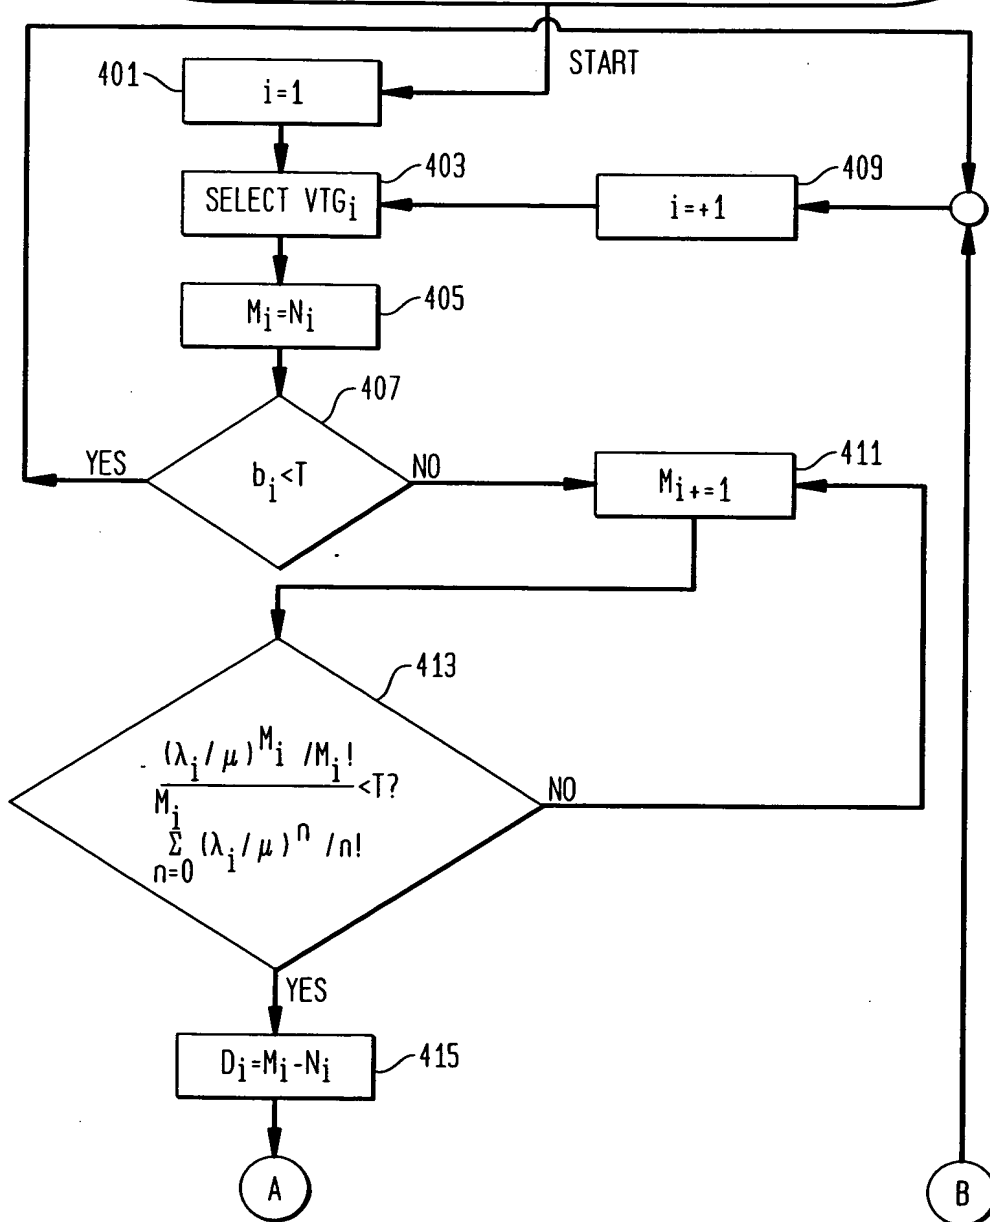 START
401
i=1
403
SELECT VTGi
409
i=+1
405
Mi=Ni
407
bi<T
YES
NO
411
Mi+=1
413
(λi/μ)^Mi /Mi!
<T?
Mi
Σ (λi/μ)^n /n!
n=0
NO
YES
415
Di=Mi-Ni
A
B